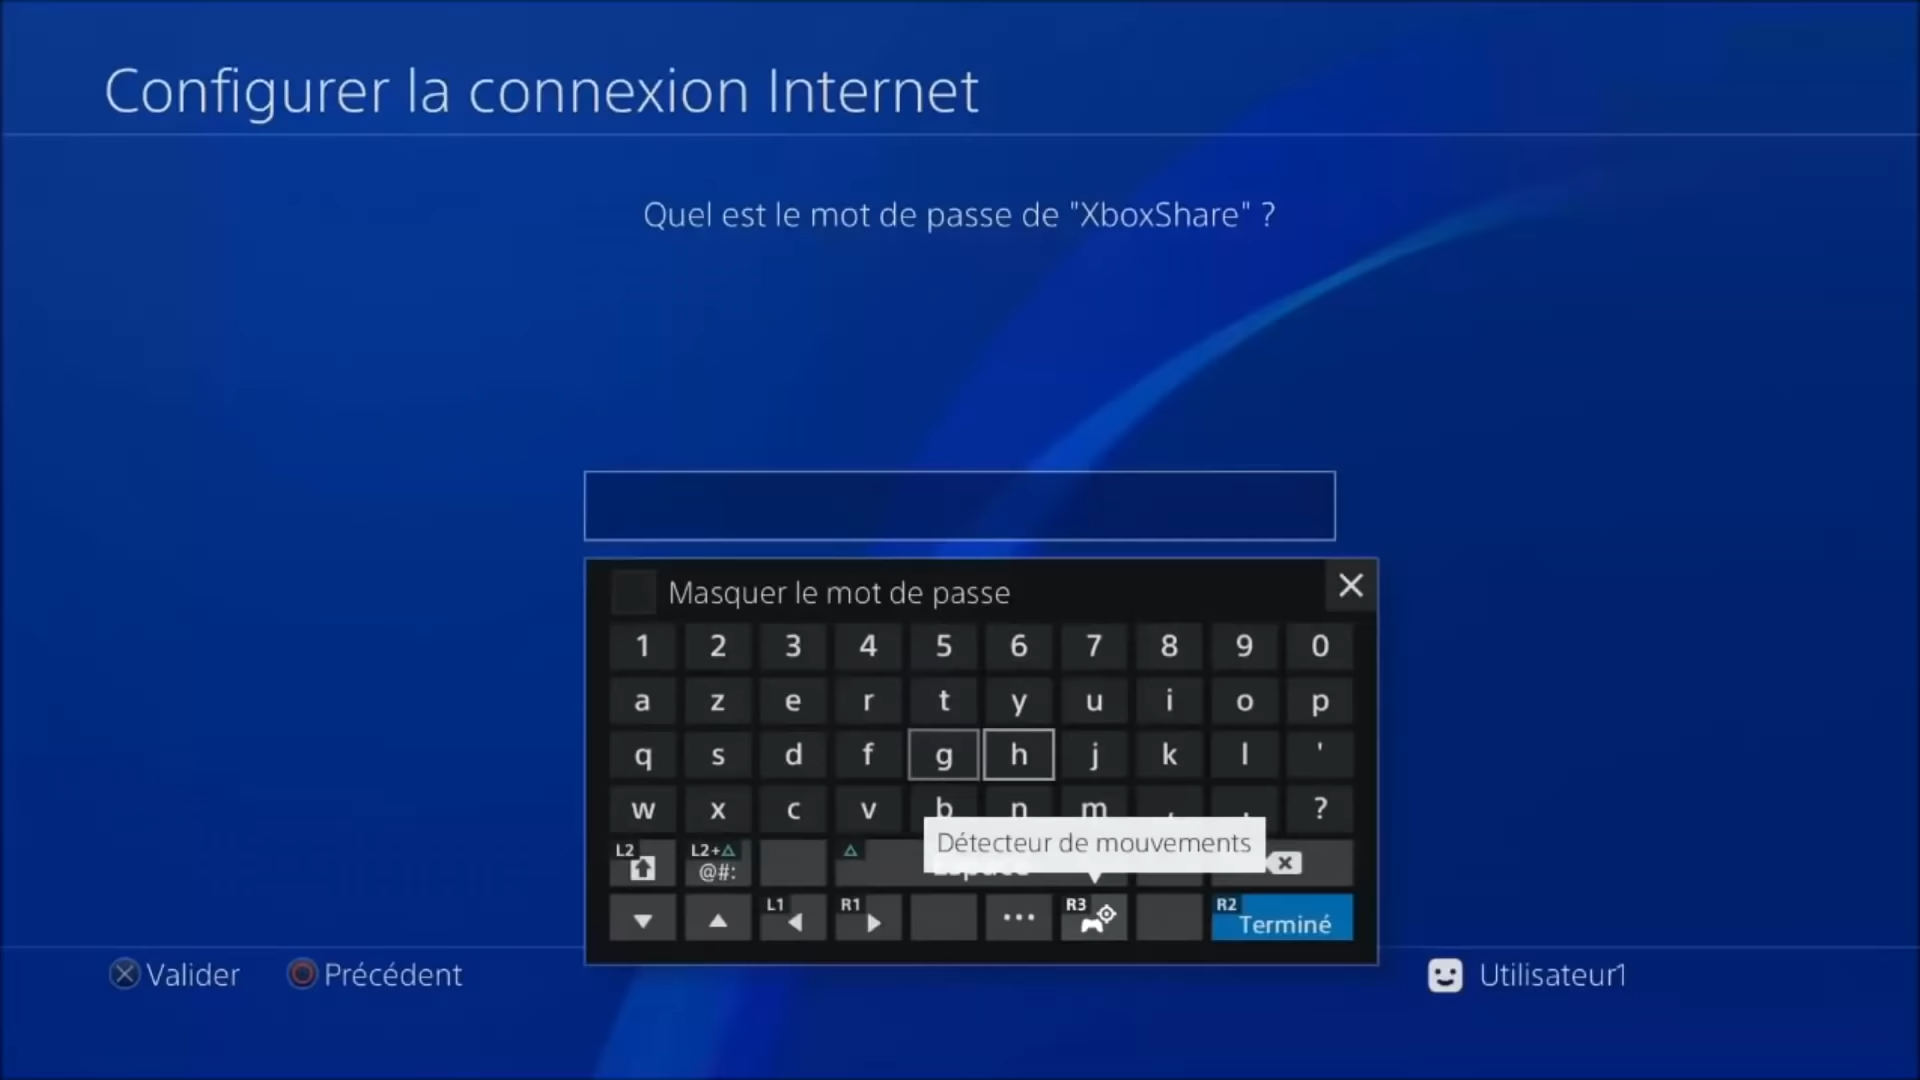 Configurer la connexion Internet
Quel est le mot de passe de "XboxShare" ?
Masquer le mot de passe
1 2 3 4 5 6 7 8 9 0
a z e r t y u i o p
q s d f g h j k l '
w x c v b n m , . ?
Détecteur de mouvements
L2 L2+△ △
@#: Espace
L1 R1 ... R3 R2
Terminé
Valider Précédent Utilisateur1